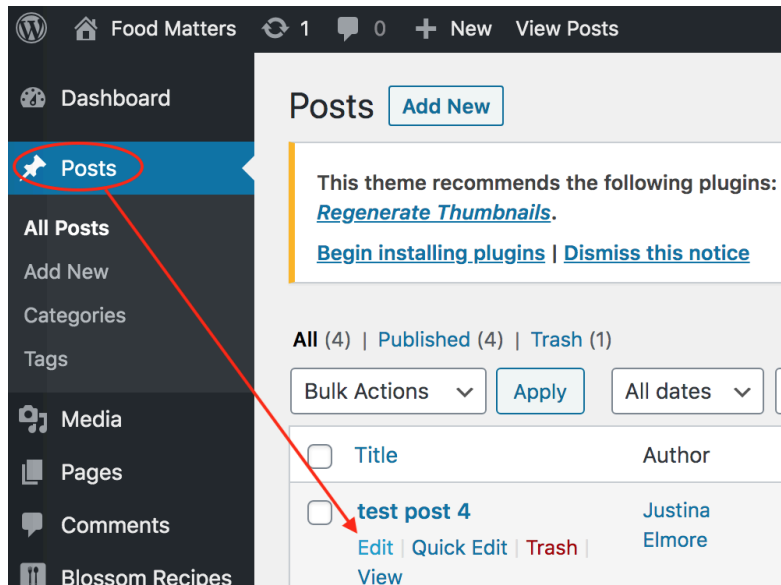 Food Matters 1 0 + New View Posts
Dashboard
Posts Add New
Posts
This theme recommends the following plugins:
Regenerate Thumbnails.
Begin installing plugins | Dismiss this notice
All Posts
Add New
Categories
Tags
All (4) | Published (4) | Trash (1)
Bulk Actions Apply All dates
Media
Title Author
Pages
test post 4 Justina
Comments
Edit | Quick Edit | Trash | Elmore
View
Blossom Recipes